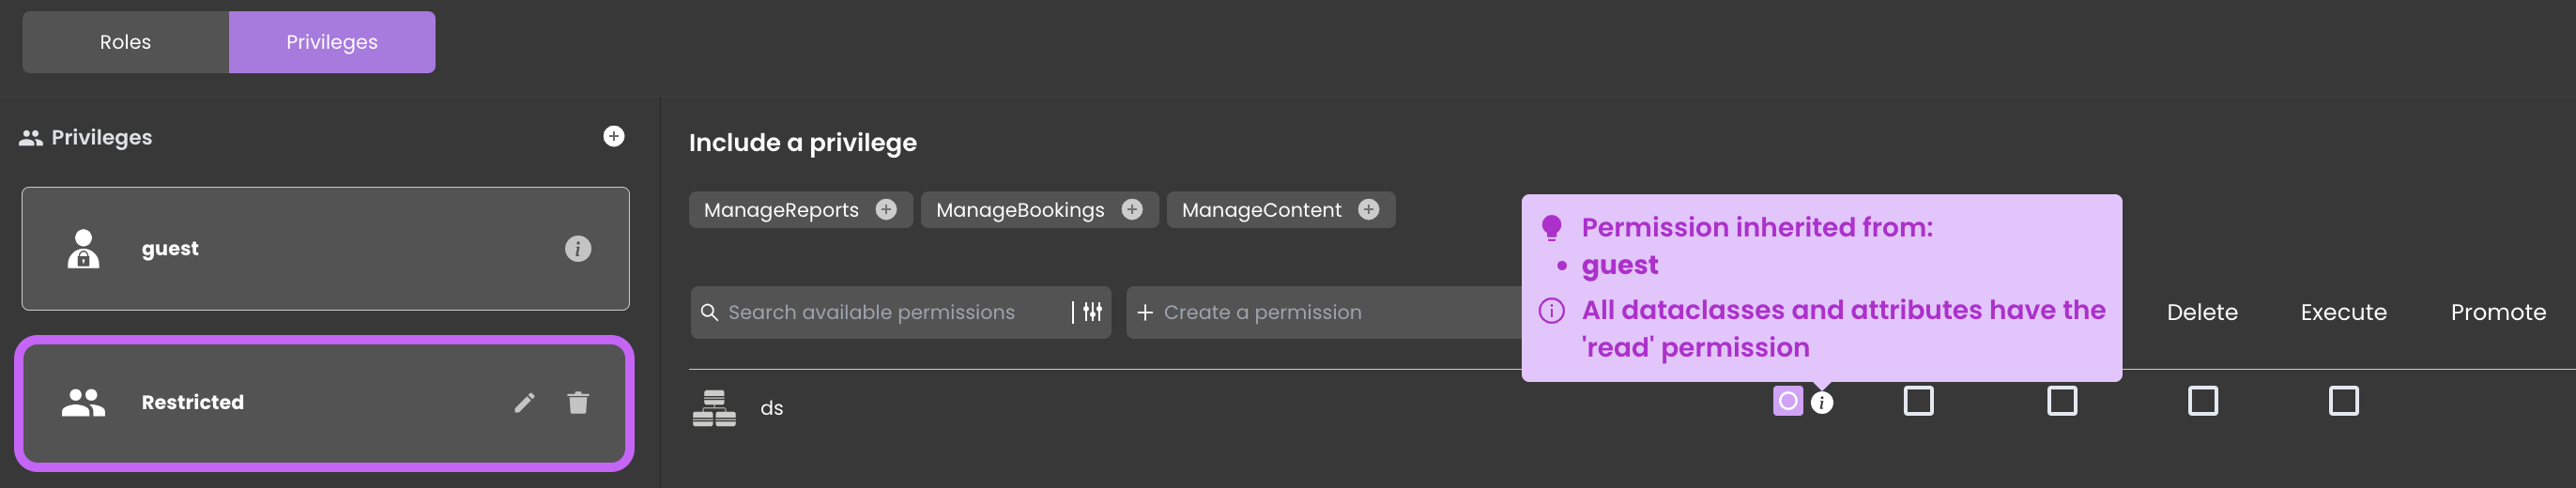 Roles
Privileges
Privileges
guest
Restricted
Include a privilege
ManageReports
ManageBookings
ManageContent
Search available permissions
Create a permission
Permission inherited from:
• guest
All dataclasses and attributes have the
'read' permission
Delete
Execute
Promote
ds